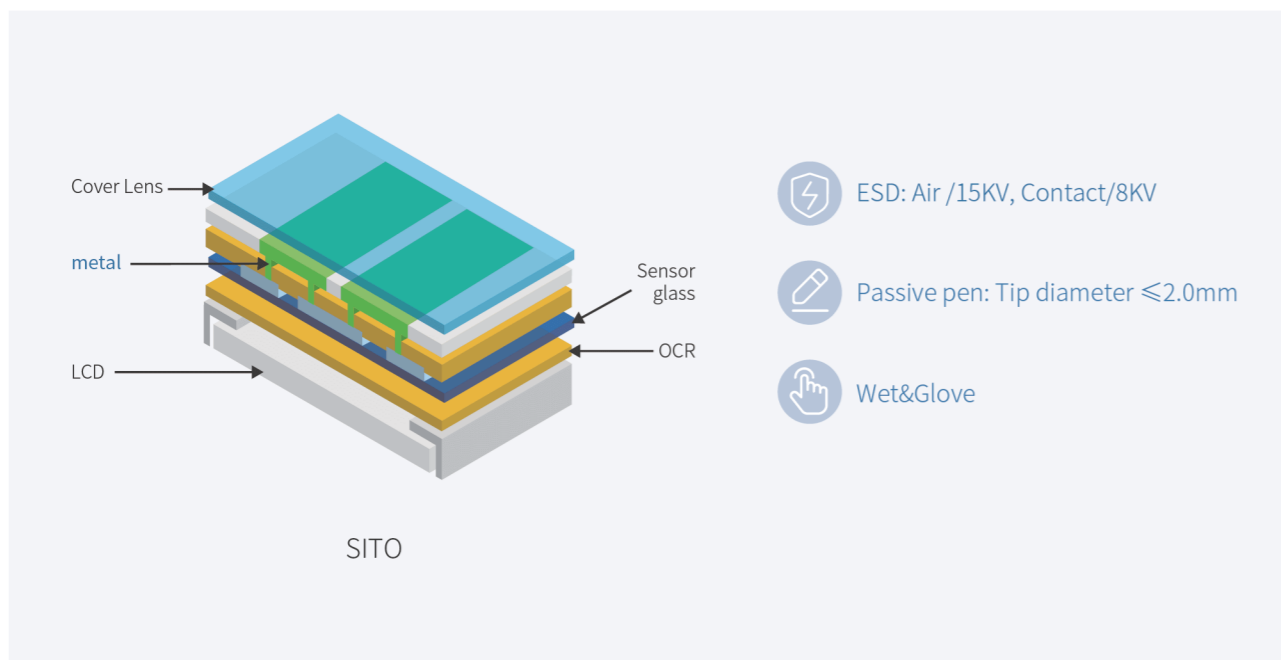 Cover Lens
metal
LCD
Sensor
glass
OCR
SITO
ESD: Air /15KV, Contact/8KV
Passive pen: Tip diameter ⩽2.0mm
Wet&Glove